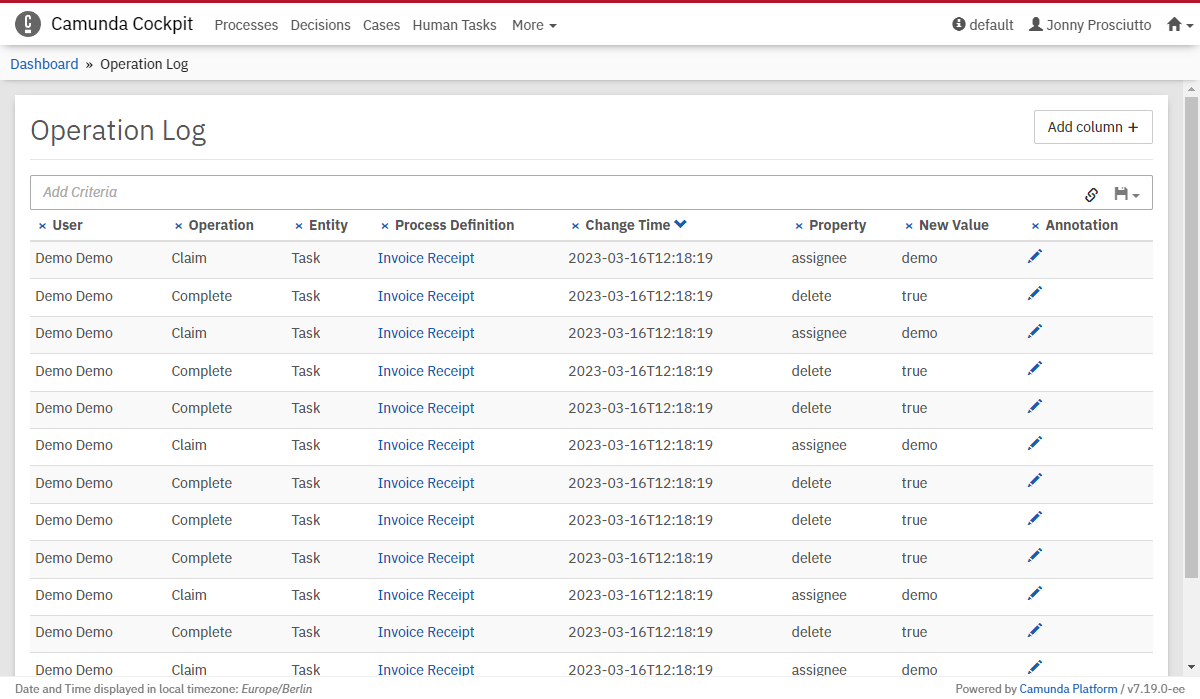 Camunda Cockpit Processes Decisions Cases Human Tasks More default Jonny Prosciutto
Dashboard » Operation Log
Operation Log Add column +
Add Criteria
× User × Operation × Entity × Process Definition × Change Time × Property × New Value × Annotation
Demo Demo Claim Task Invoice Receipt 2023-03-16T12:18:19 assignee demo
Demo Demo Complete Task Invoice Receipt 2023-03-16T12:18:19 delete true
Demo Demo Claim Task Invoice Receipt 2023-03-16T12:18:19 assignee demo
Demo Demo Complete Task Invoice Receipt 2023-03-16T12:18:19 delete true
Demo Demo Complete Task Invoice Receipt 2023-03-16T12:18:19 delete true
Demo Demo Claim Task Invoice Receipt 2023-03-16T12:18:19 assignee demo
Demo Demo Complete Task Invoice Receipt 2023-03-16T12:18:19 delete true
Demo Demo Complete Task Invoice Receipt 2023-03-16T12:18:19 delete true
Demo Demo Complete Task Invoice Receipt 2023-03-16T12:18:19 delete true
Demo Demo Claim Task Invoice Receipt 2023-03-16T12:18:19 assignee demo
Demo Demo Complete Task Invoice Receipt 2023-03-16T12:18:19 delete true
Demo Demo Claim Task Invoice Receipt 2023-03-16T12:18:19 assignee demo
Date and Time displayed in local timezone: Europe/Berlin Powered by Camunda Platform / v7.19.0-ee